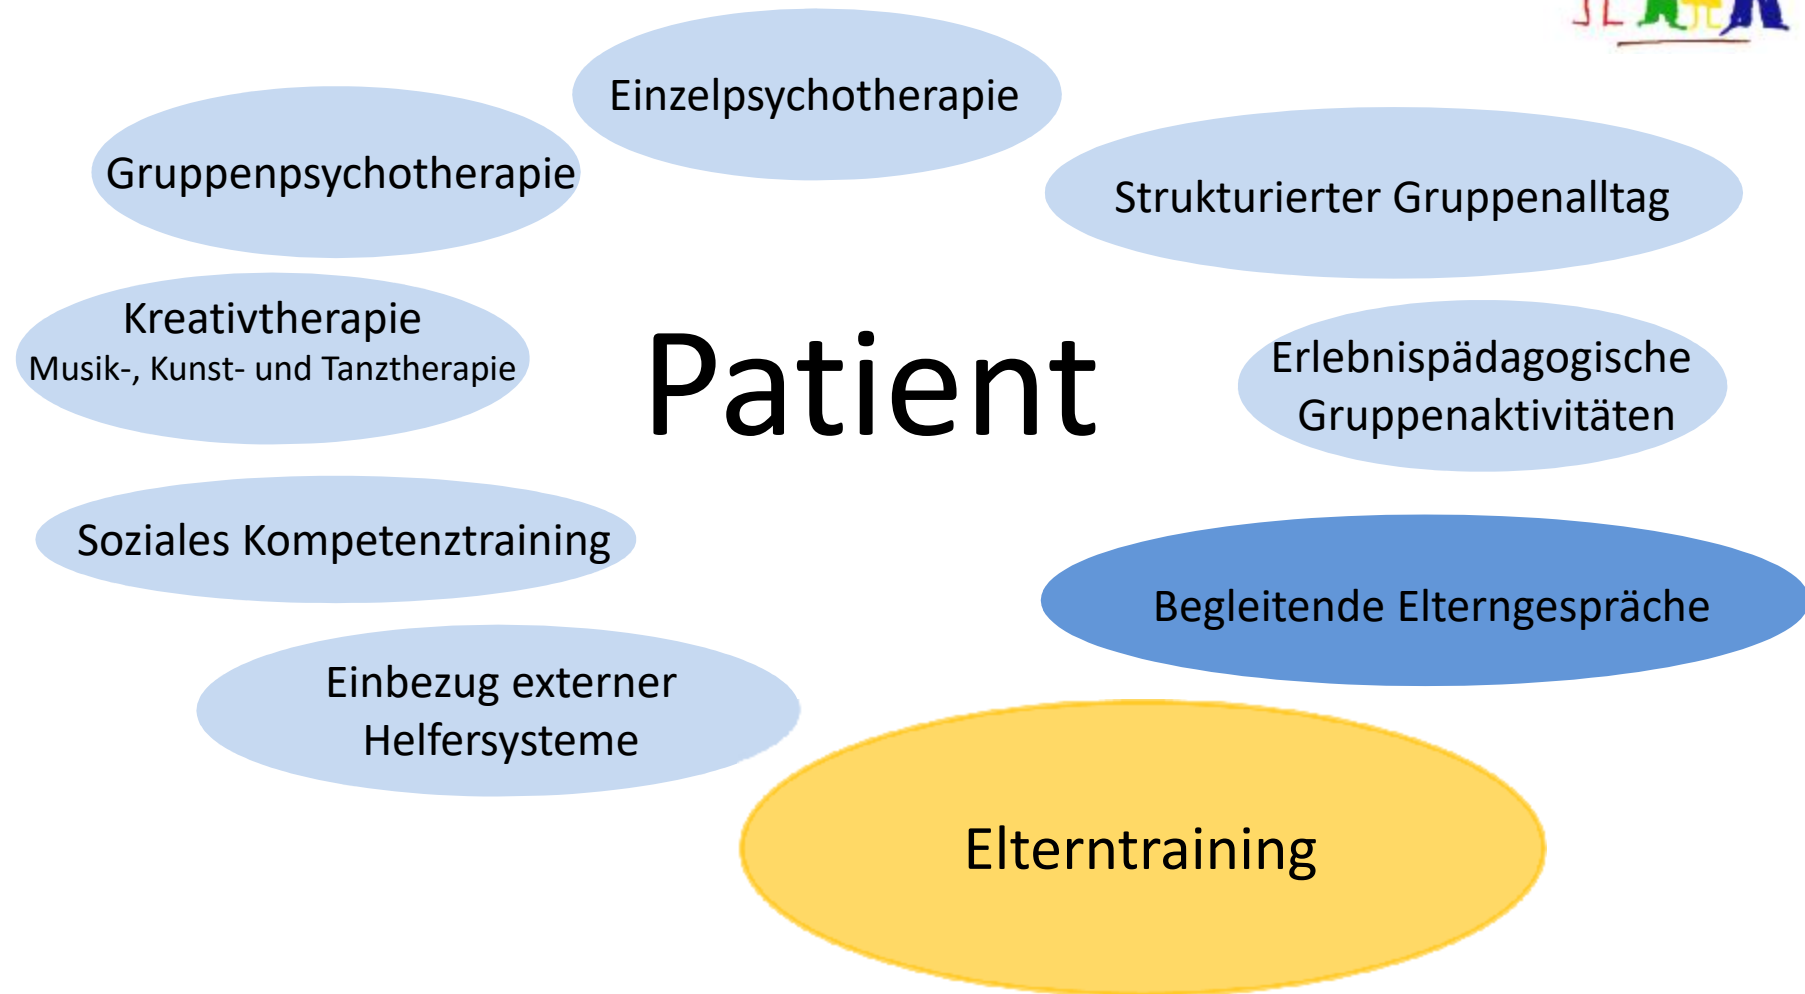 Einzelpsychotherapie
Gruppenpsychotherapie
Strukturierter Gruppenalltag
Kreativtherapie
Musik-, Kunst- und Tanztherapie
Patient
Erlebnispädagogische
Gruppenaktivitäten
Soziales Kompetenztraining
Begleitende Elterngespräche
Einbezug externer
Helfersysteme
Elterntraining